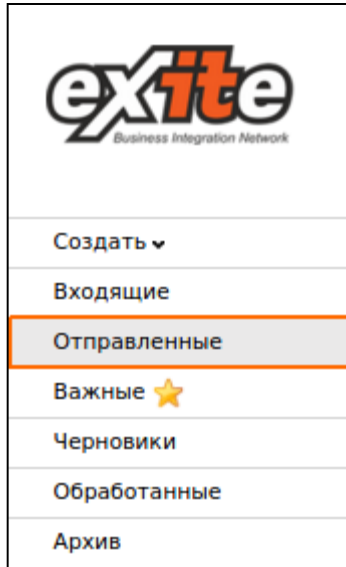 exite
Business Integration Network
Создать
Входящие
Отправленные
Важные
Черновики
Обработанные
Архив